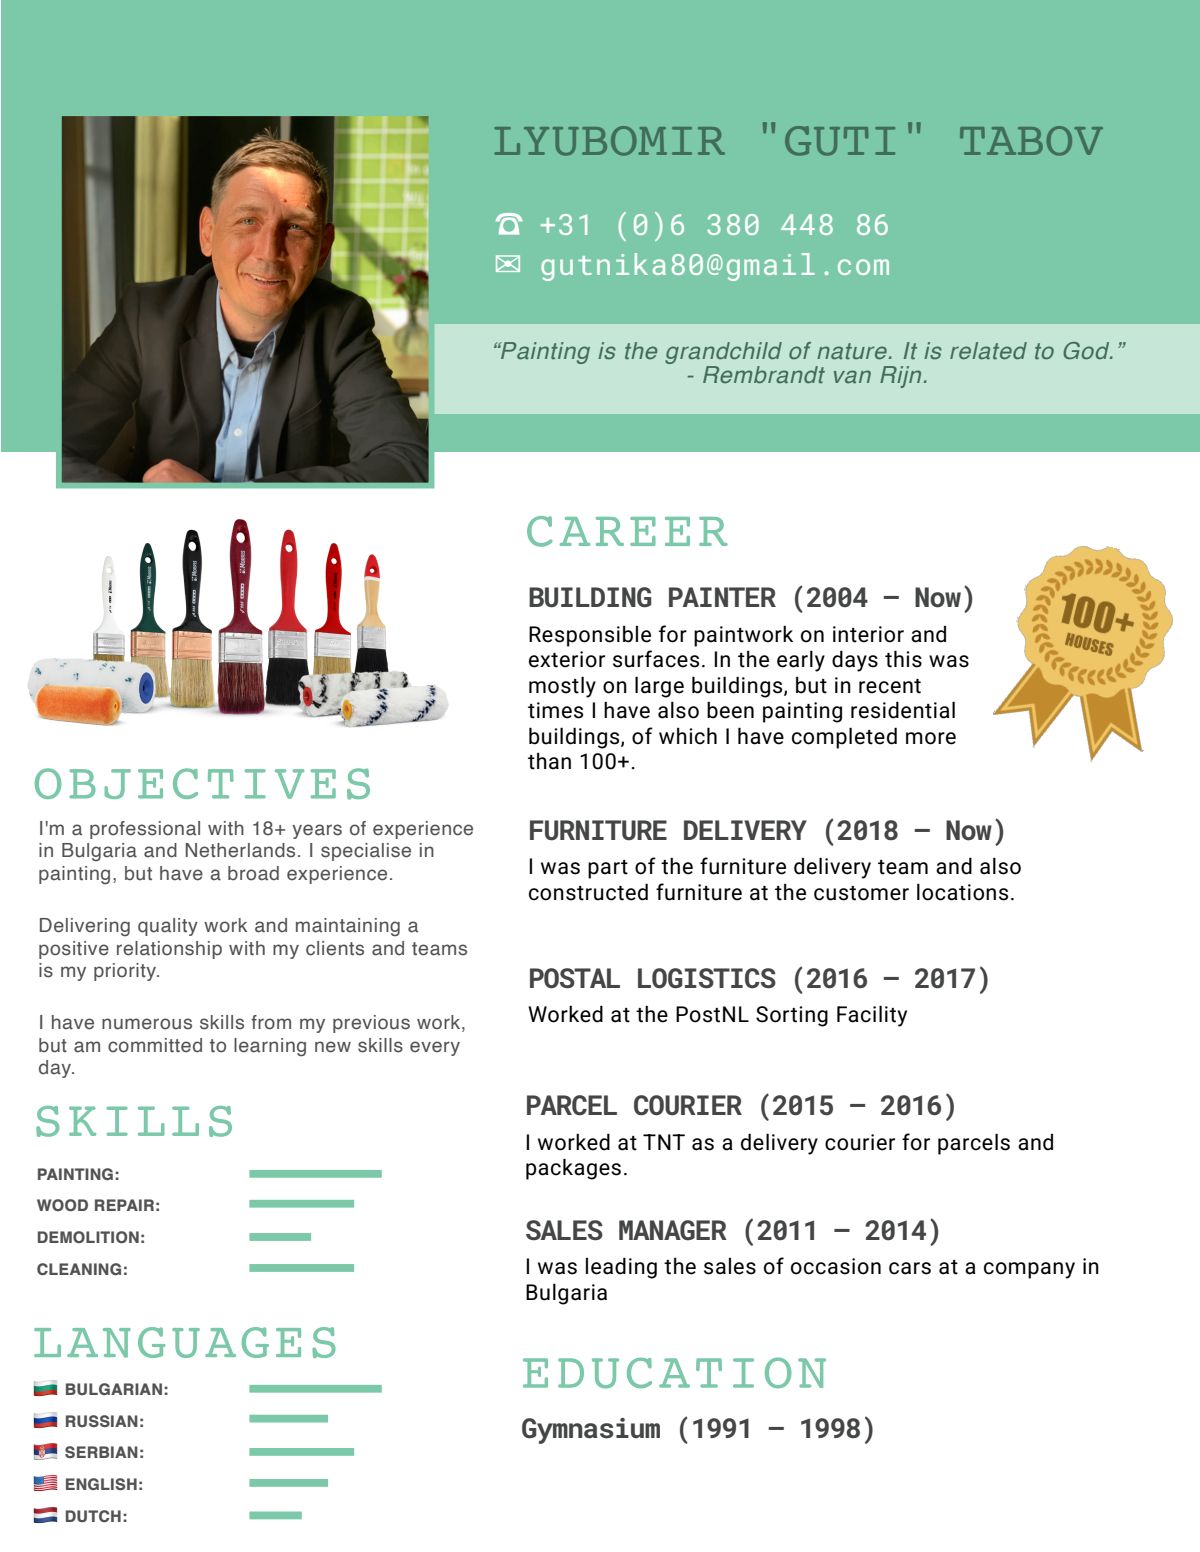 LYUBOMIR "GUTI" TABOV
☎ +31 (0)6 380 448 86
✉ gutnika80@gmail.com
“Painting is the grandchild of nature. It is related to God.”
- Rembrandt van Rijn.
OBJECTIVES
I'm a professional with 18+ years of experience
in Bulgaria and Netherlands. I specialise in
painting, but have a broad experience.
Delivering quality work and maintaining a
positive relationship with my clients and teams
is my priority.
I have numerous skills from my previous work,
but am committed to learning new skills every
day.
SKILLS
PAINTING:
WOOD REPAIR:
DEMOLITION:
CLEANING:
LANGUAGES
BULGARIAN:
RUSSIAN:
SERBIAN:
ENGLISH:
DUTCH:
CAREER
BUILDING PAINTER (2004 – Now)
Responsible for paintwork on interior and
exterior surfaces. In the early days this was
mostly on large buildings, but in recent
times I have also been painting residential
buildings, of which I have completed more
than 100+.
100+
HOUSES
FURNITURE DELIVERY (2018 – Now)
I was part of the furniture delivery team and also
constructed furniture at the customer locations.
POSTAL LOGISTICS (2016 – 2017)
Worked at the PostNL Sorting Facility
PARCEL COURIER (2015 – 2016)
I worked at TNT as a delivery courier for parcels and
packages.
SALES MANAGER (2011 – 2014)
I was leading the sales of occasion cars at a company in
Bulgaria
EDUCATION
Gymnasium (1991 – 1998)